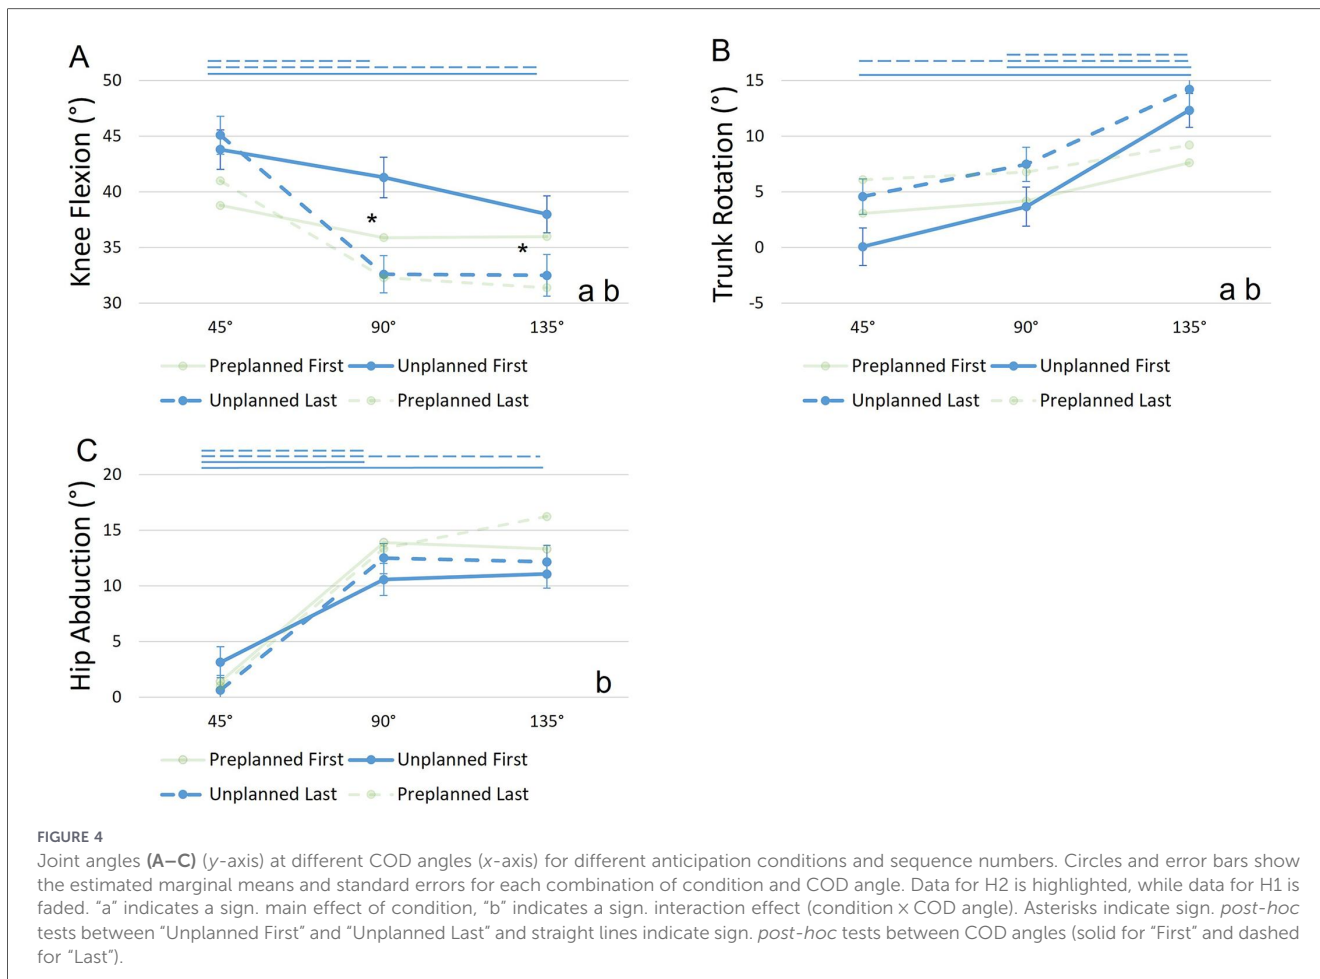 A
B
Knee Flexion (°)
50
45
40
35
30
*
*
a b
45°
90°
135°
Preplanned First
Unplanned First
Unplanned Last
Preplanned Last
Trunk Rotation (°)
15
10
5
0
-5
a b
45°
90°
135°
Preplanned First
Unplanned First
Unplanned Last
Preplanned Last
C
Hip Abduction (°)
20
15
10
5
0
b
45°
90°
135°
Preplanned First
Unplanned First
Unplanned Last
Preplanned Last
FIGURE 4
Joint angles (A–C) (y-axis) at different COD angles (x-axis) for different anticipation conditions and sequence numbers. Circles and error bars show
the estimated marginal means and standard errors for each combination of condition and COD angle. Data for H2 is highlighted, while data for H1 is
faded. “a” indicates a sign. main effect of condition, “b” indicates a sign. interaction effect (condition × COD angle). Asterisks indicate sign. post-hoc
tests between “Unplanned First” and “Unplanned Last” and straight lines indicate sign. post-hoc tests between COD angles (solid for “First” and dashed
for “Last”).